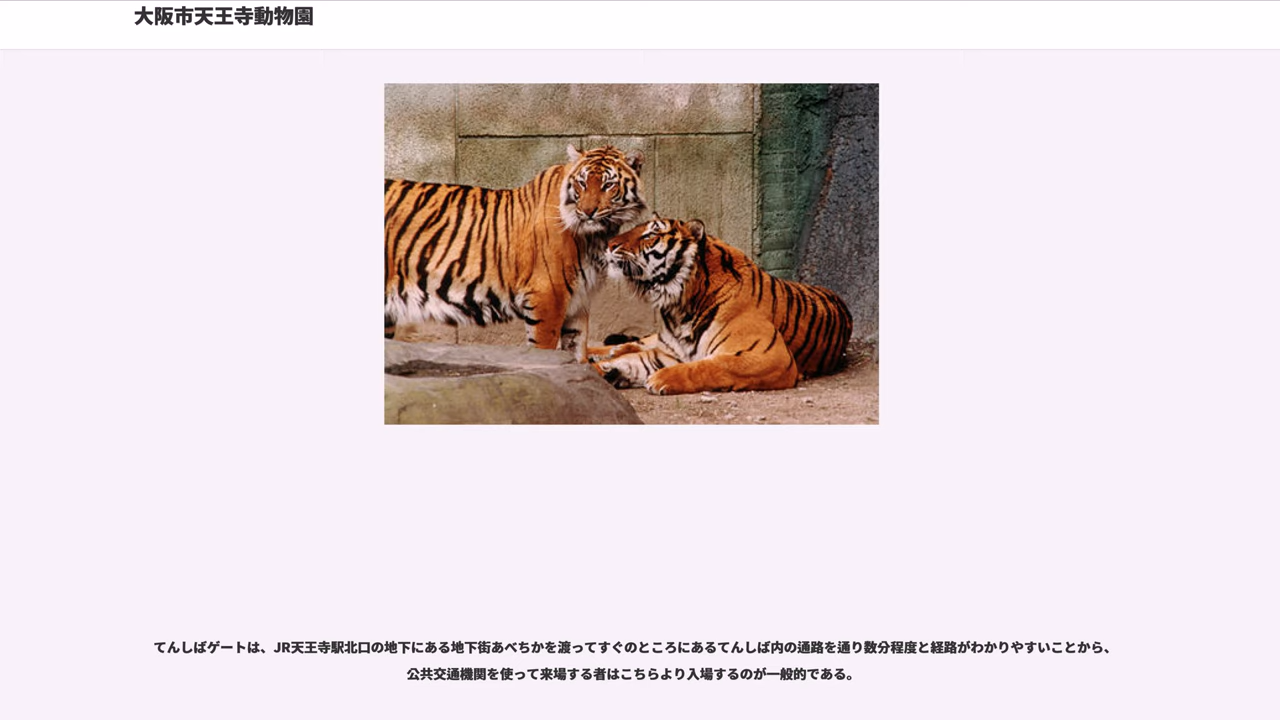 大阪市天王寺動物園
てんしばゲートは、JR天王寺駅北口の地下にある地下街あべちかを渡ってすぐのところにあるてんしば内の通路を通り数分程度と経路がわかりやすいことから、
公共交通機関を使って来場する者はこちらより入場するのが一般的である。